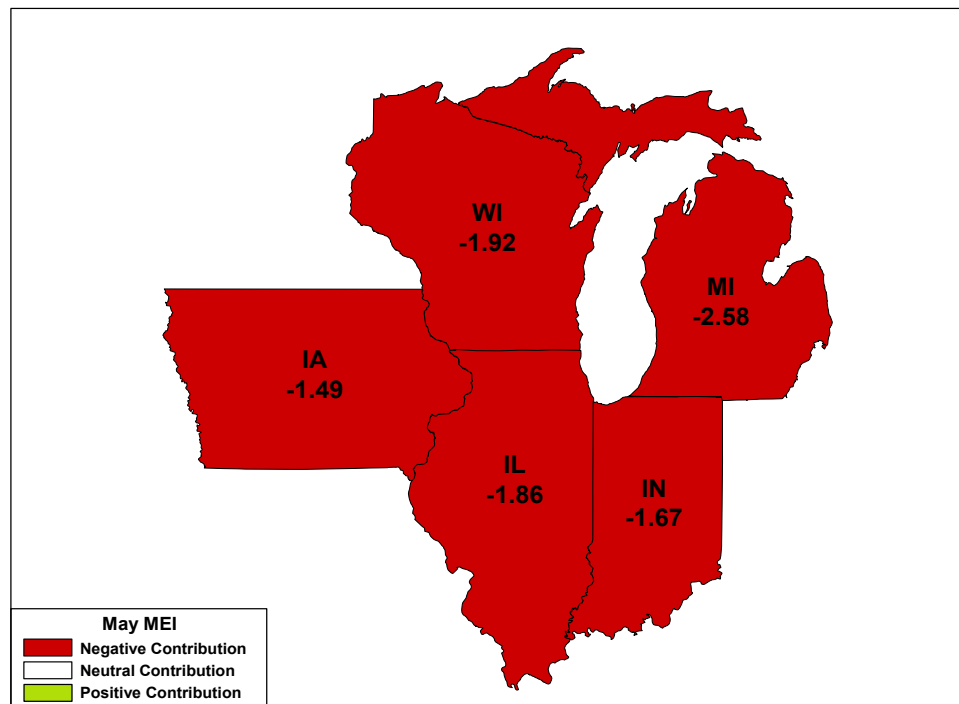 WI
-1.92
MI
-2.58
IA
-1.49
IL
-1.86
IN
-1.67
May MEI
Negative Contribution
Neutral Contribution
Positive Contribution